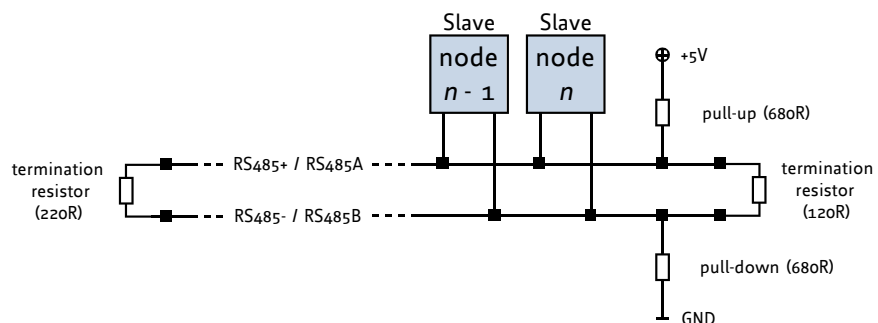 Slave
node
n - 1
Slave
node
n
+5V
pull-up (680R)
termination
resistor
(220R)
RS485+ / RS485A
RS485- / RS485B
termination
resistor
(120R)
pull-down (680R)
GND